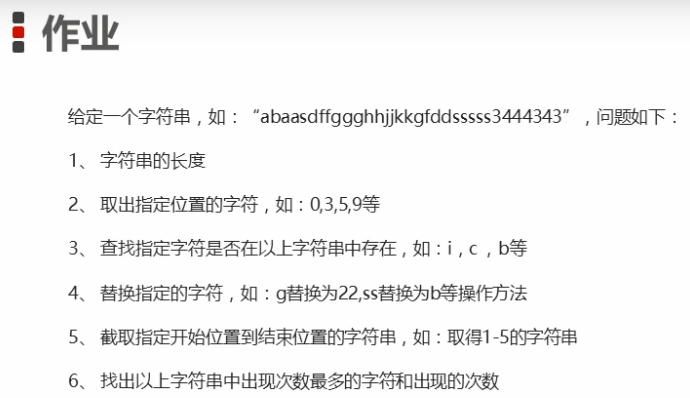 作业
给定一个字符串，如：“abaasdffggghhjjkkgfddsssss3444343”，问题如下：
1、 字符串的长度
2、 取出指定位置的字符，如：0,3,5,9等
3、 查找指定字符是否在以上字符串中存在，如：i，c ，b等
4、 替换指定的字符，如：g替换为22,ss替换为b等操作方法
5、 截取指定开始位置到结束位置的字符串，如：取得1-5的字符串
6、 找出以上字符串中出现次数最多的字符和出现的次数